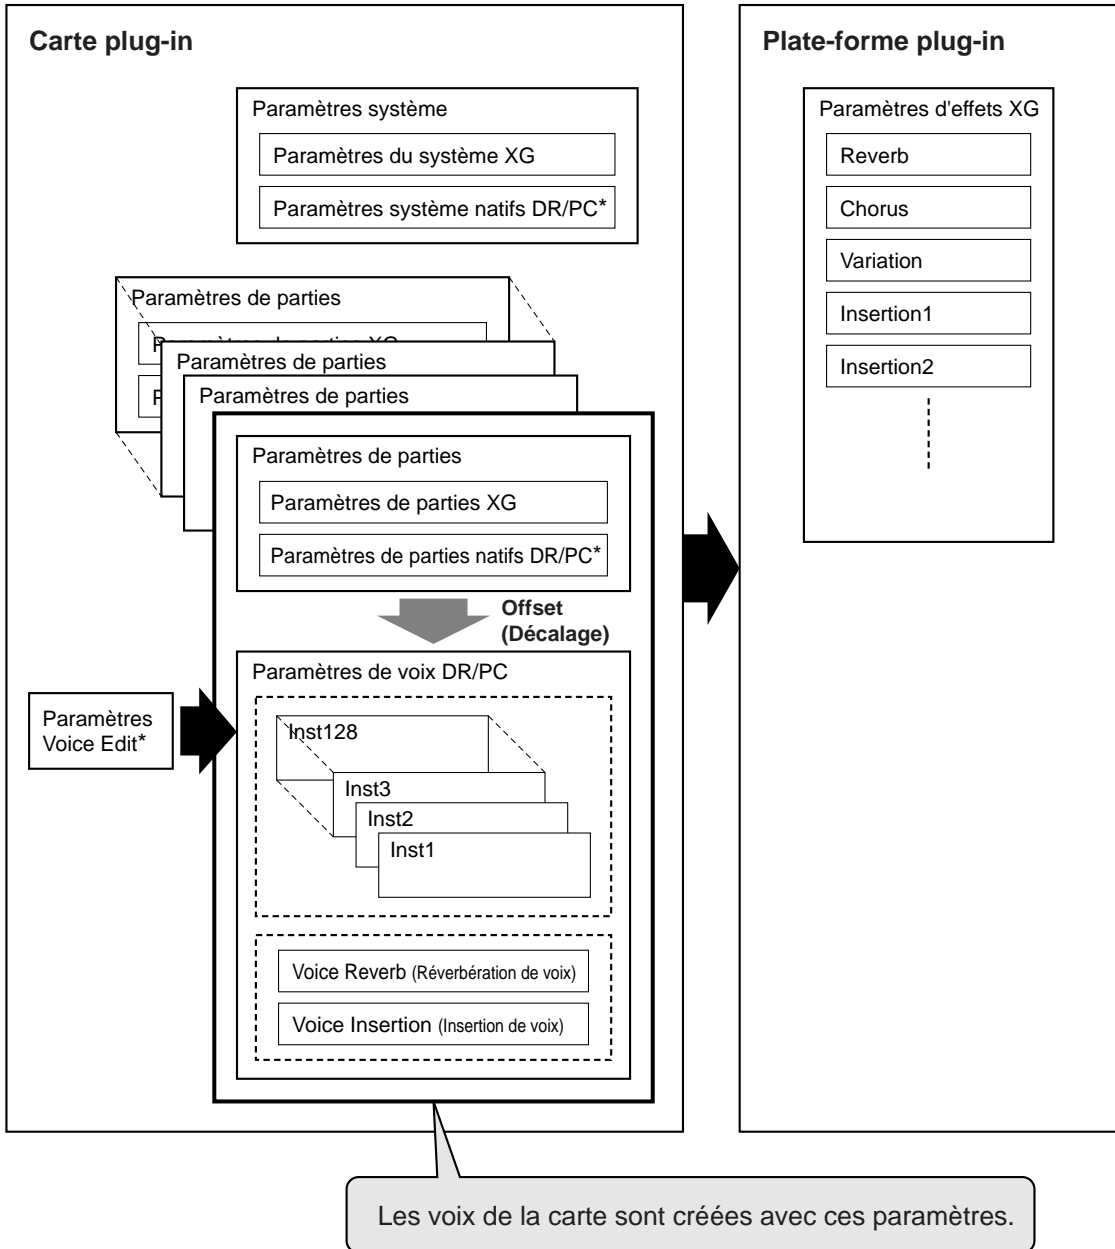 Carte plug-in
Paramètres système
Paramètres du système XG
Paramètres système natifs DR/PC*
Paramètres de parties
Paramètres de parties XG
P
Paramètres de parties
Paramètres de parties
Paramètres de parties
Paramètres de parties XG
Paramètres de parties natifs DR/PC*
Offset
(Décalage)
Paramètres de voix DR/PC
Paramètres
Voice Edit*
Inst128
Inst3
Inst2
Inst1
Voice Reverb (Réverbération de voix)
Voice Insertion (Insertion de voix)
Plate-forme plug-in
Paramètres d'effets XG
Reverb
Chorus
Variation
Insertion1
Insertion2
Les voix de la carte sont créées avec ces paramètres.